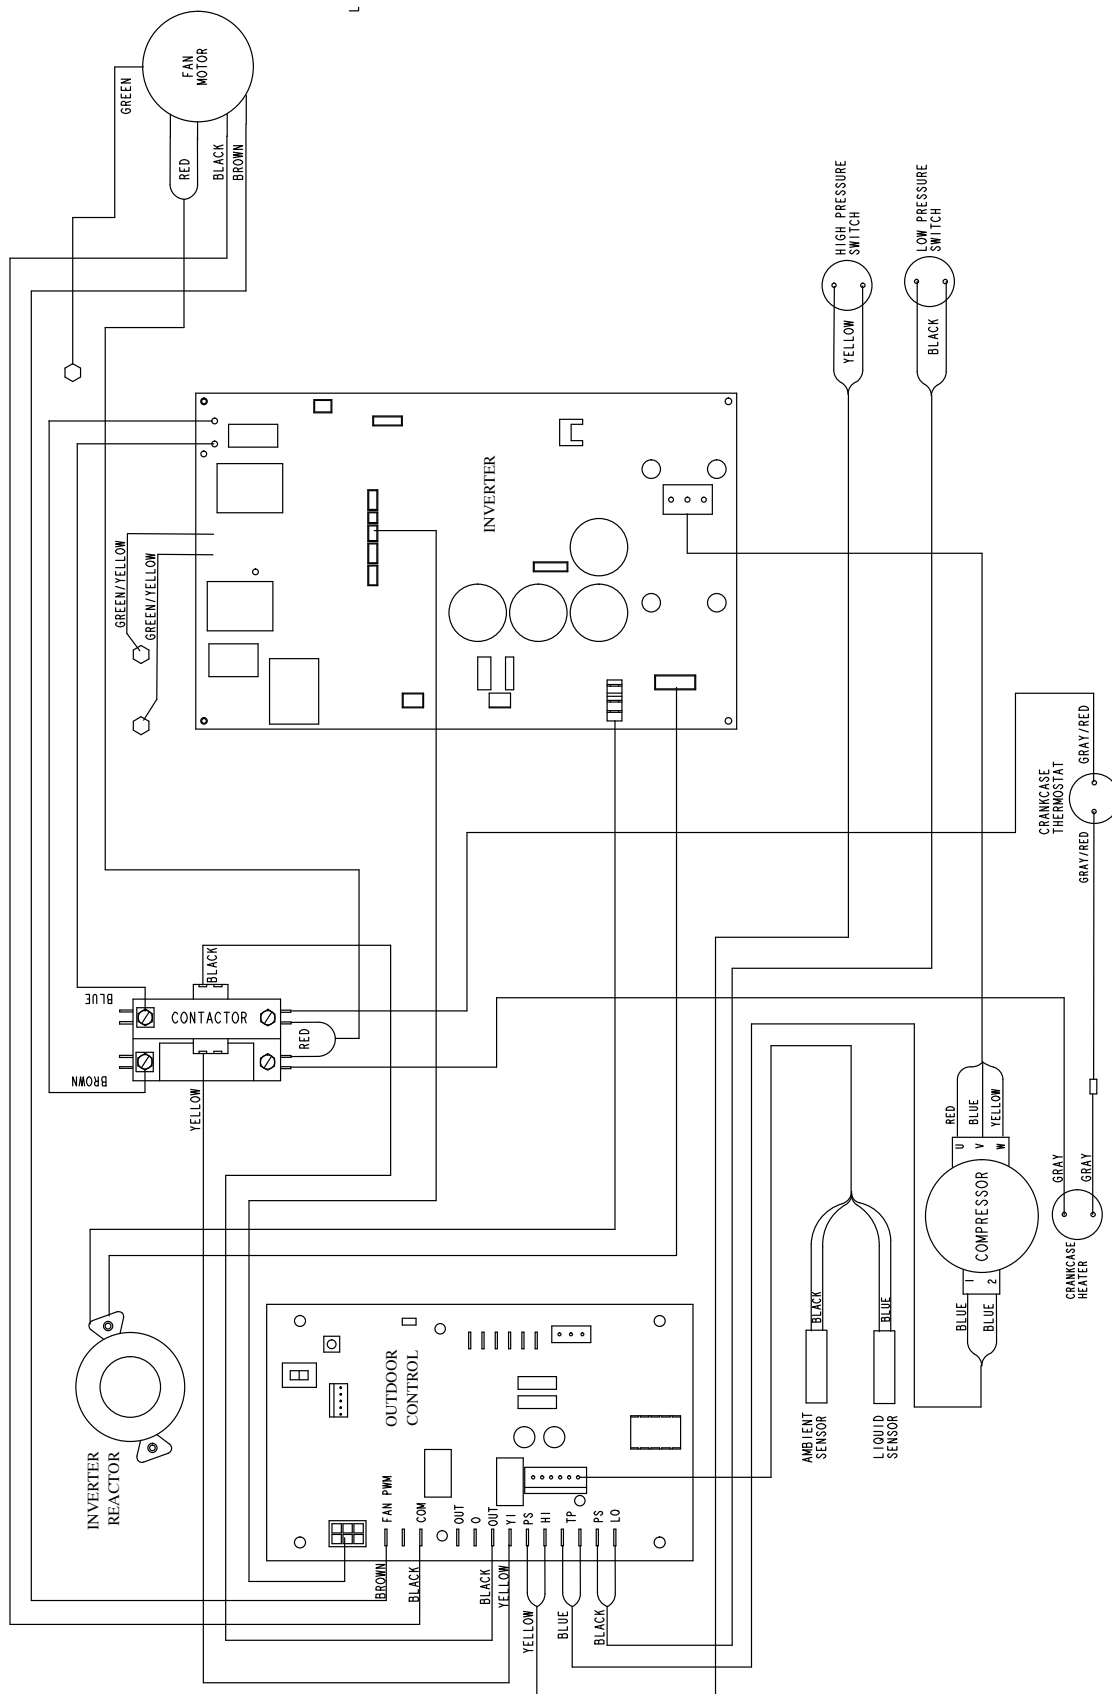 L
FAN
MOTOR
GREEN
RED
BLACK
BROWN
HIGH PRESSURE
SWITCH
LOW PRESSURE
SWITCH
YELLOW
BLACK
INVERTER
GREEN/YELLOW
GREEN/YELLOW
CRANKCASE
THERMOSTAT
GRAY/RED
GRAY/RED
BLUE
BROWN
CONTACTOR
BLACK
RED
YELLOW
RED
BLUE
YELLOW
U
V
W
COMPRESSOR
1
2
BLUE
BLUE
GRAY
GRAY
CRANKCASE
HEATER
BLACK
BLUE
AMBIENT
SENSOR
LIQUID
SENSOR
INVERTER
REACTOR
OUTDOOR
CONTROL
FAN PWM
COM
OUT
O
OUT
Y1
PS
HI
TP
PS
LO
BROWN
BLACK
BLACK
YELLOW
YELLOW
BLUE
BLACK